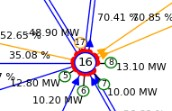 70.41 % 70.85 %
52.65 % 48.90 MW
17
35.08 %
16
8
13.10 MW
7 %
12.80 MW
5
6
7
10.00 MW
10.20 MW